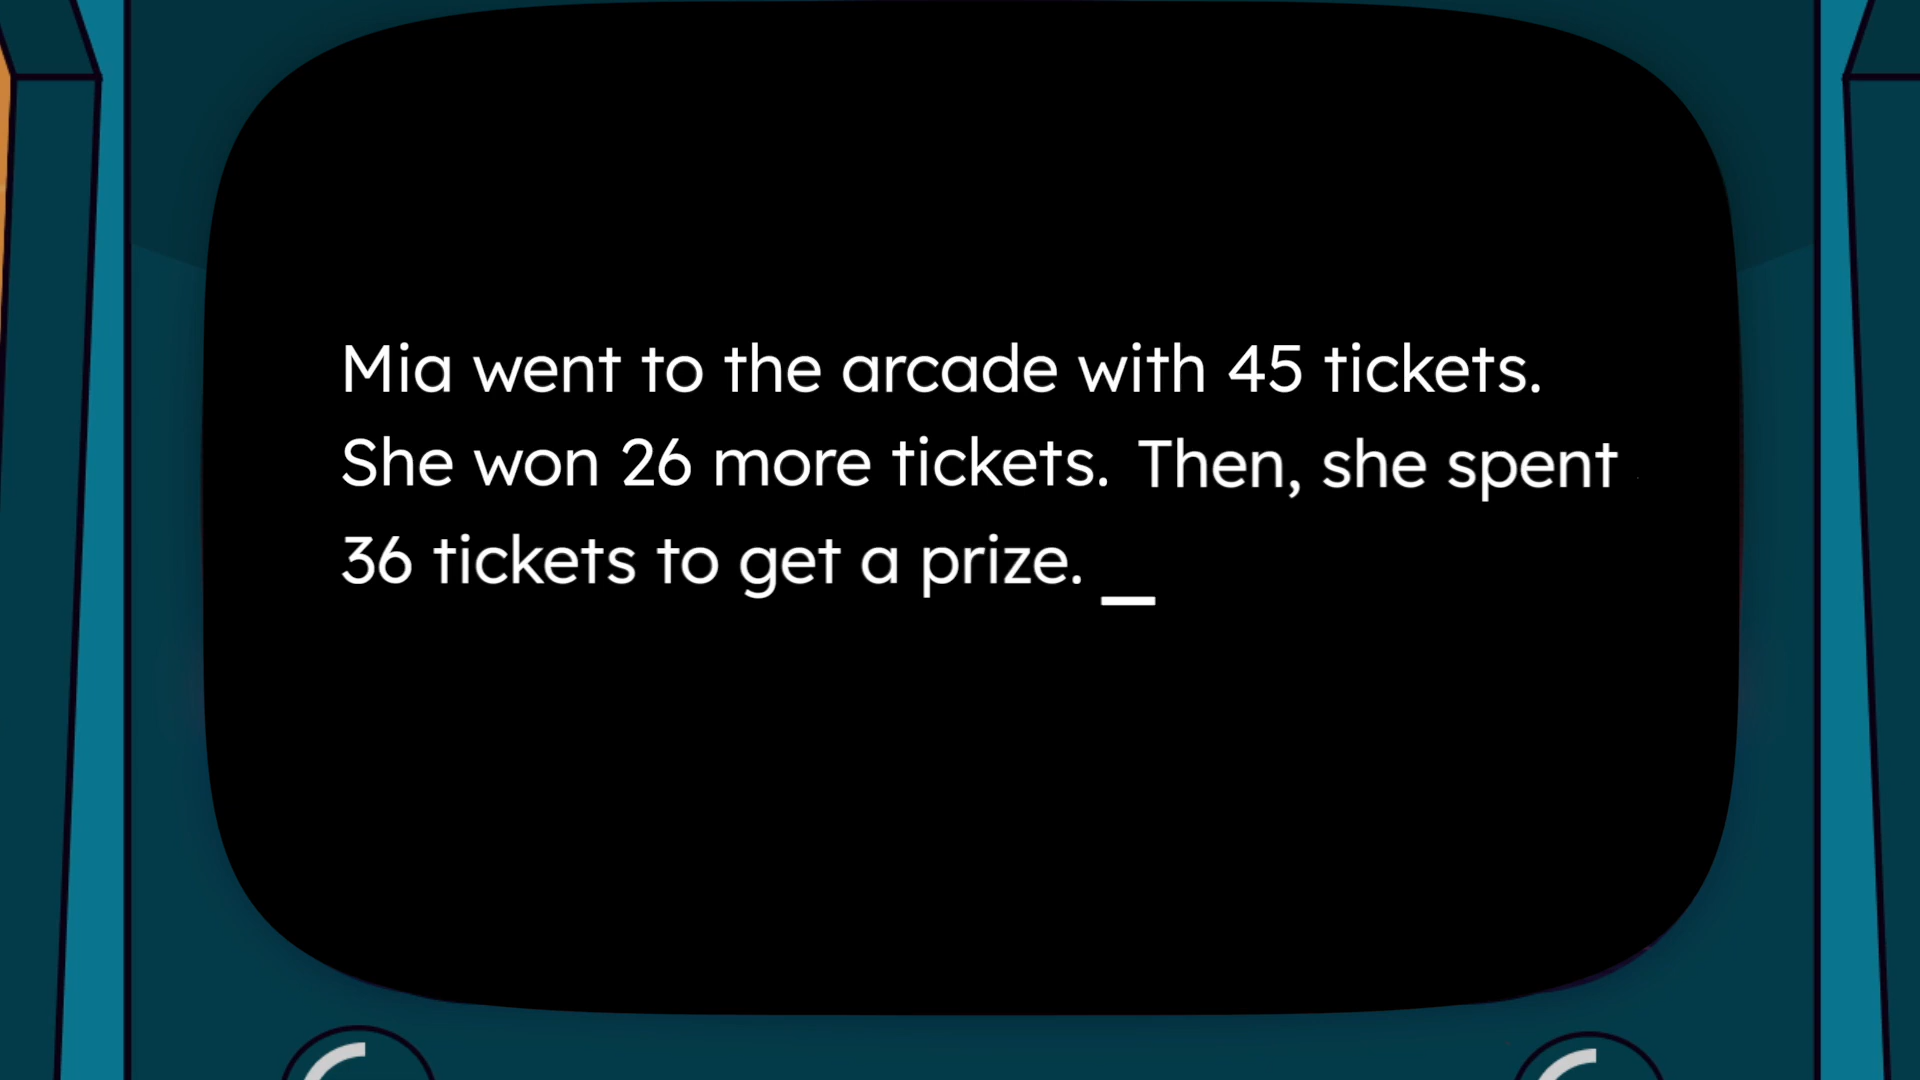 Mia went to the arcade with 45 tickets.
She won 26 more tickets. Then, she spent
36 tickets to get a prize. _